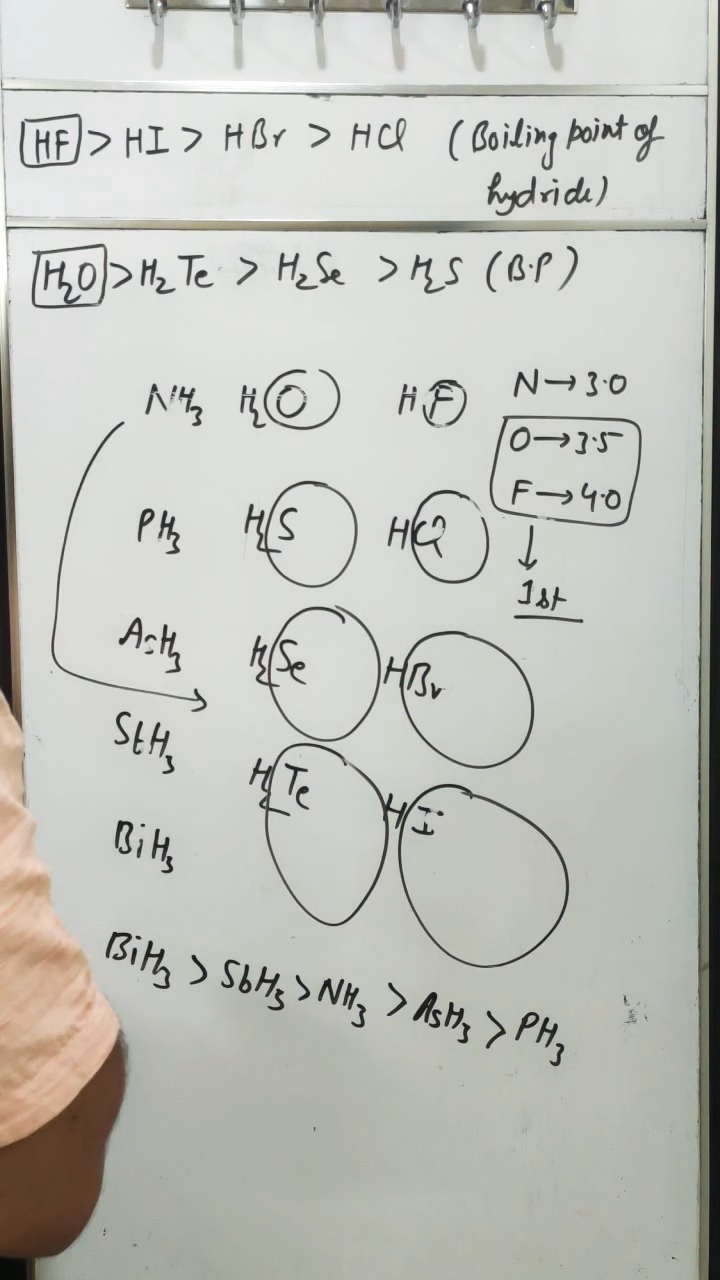 HF > HI > HBr > HCl (Boiling point of
hydride)
H₂O > H₂Te > H₂Se > H₂S (B.P)
NH₃ H₂O HF N→3.0
O→3.5
F→4.0
PH₃ H₂S HCl
↓
1st
AsH₃ H₂Se HBr
SbH₃
H₂Te HI
BiH₃
BiH₃ > SbH₃ > NH₃ > AsH₃ > PH₃